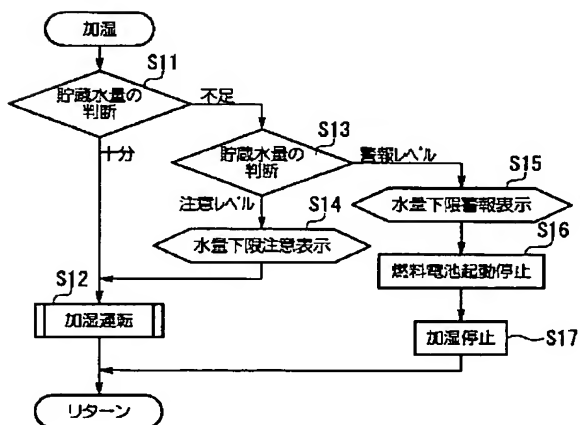 加湿
S11
貯蔵水量の
判断
不足
十分
S13
貯蔵水量の
判断
警報レベル
注意レベル
S14
水量下限注意表示
S15
水量下限警報表示
S16
燃料電池起動停止
S12
加湿運転
加湿停止
S17
リターン